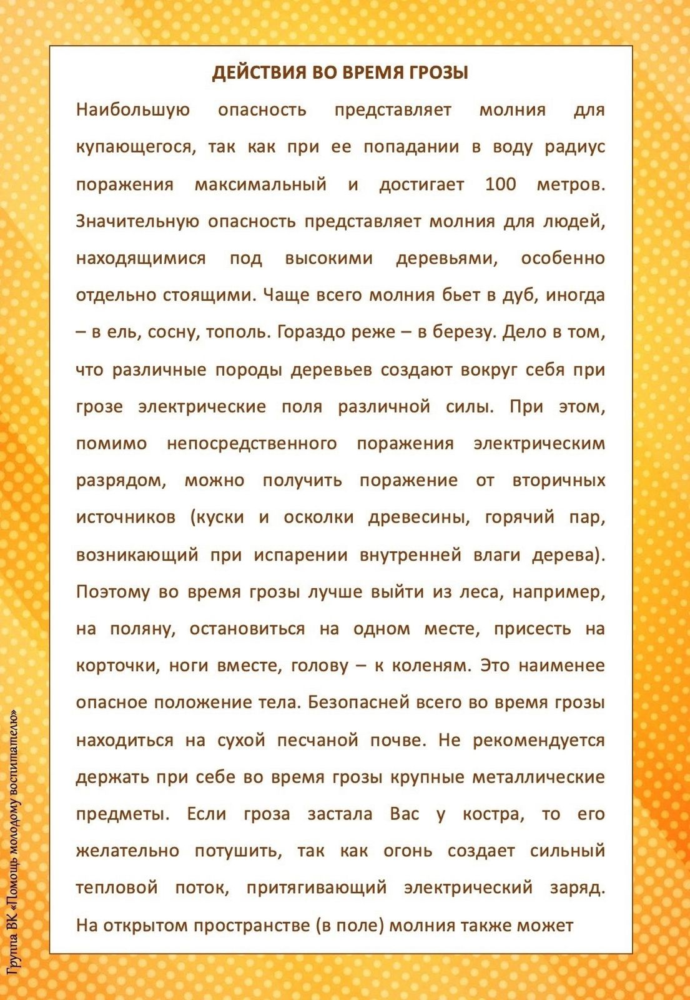 ДЕЙСТВИЯ ВО ВРЕМЯ ГРОЗЫ
Наибольшую опасность представляет молния для
купающегося, так как при ее попадании в воду радиус
поражения максимальный и достигает 100 метров.
Значительную опасность представляет молния для людей,
находящимися под высокими деревьями, особенно
отдельно стоящими. Чаще всего молния бьет в дуб, иногда
– в ель, сосну, тополь. Гораздо реже – в березу. Дело в том,
что различные породы деревьев создают вокруг себя при
грозе электрические поля различной силы. При этом,
помимо непосредственного поражения электрическим
разрядом, можно получить поражение от вторичных
источников (куски и осколки древесины, горячий пар,
возникающий при испарении внутренней влаги дерева).
Поэтому во время грозы лучше выйти из леса, например,
на поляну, остановиться на одном месте, присесть на
корточки, ноги вместе, голову – к коленям. Это наименее
опасное положение тела. Безопасней всего во время грозы
находиться на сухой песчаной почве. Не рекомендуется
держать при себе во время грозы крупные металлические
предметы. Если гроза застала Вас у костра, то его
желательно потушить, так как огонь создает сильный
тепловой поток, притягивающий электрический заряд.
На открытом пространстве (в поле) молния также может
Группа ВК «Помощь молодому воспитателю»